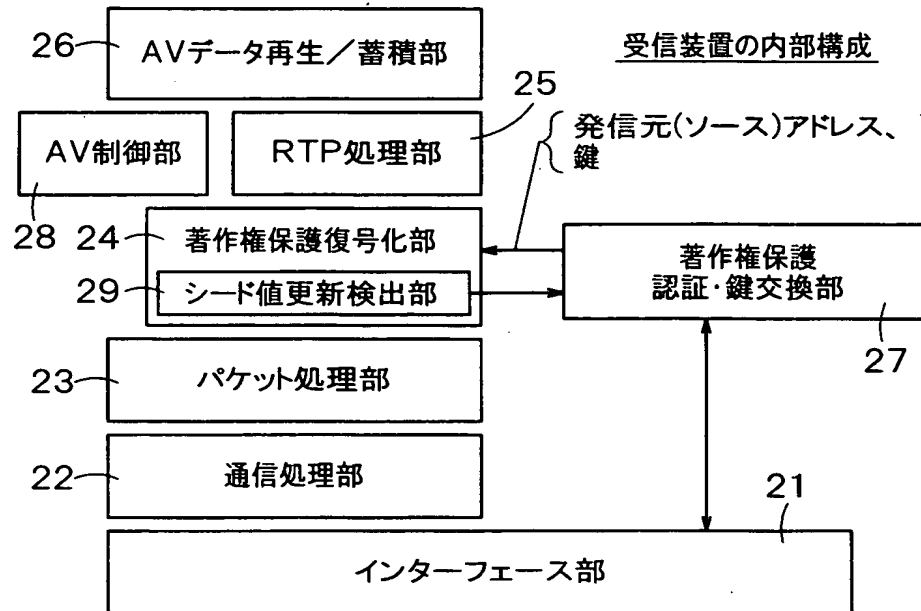 26
AVデータ再生/蓄積部
受信装置の内部構成
25
AV制御部
RTP処理部
発信元(ソース)アドレス、
鍵
28
24
著作権保護復号化部
29
シード値更新検出部
著作権保護
認証・鍵交換部
27
23
パケット処理部
22
通信処理部
21
インターフェース部